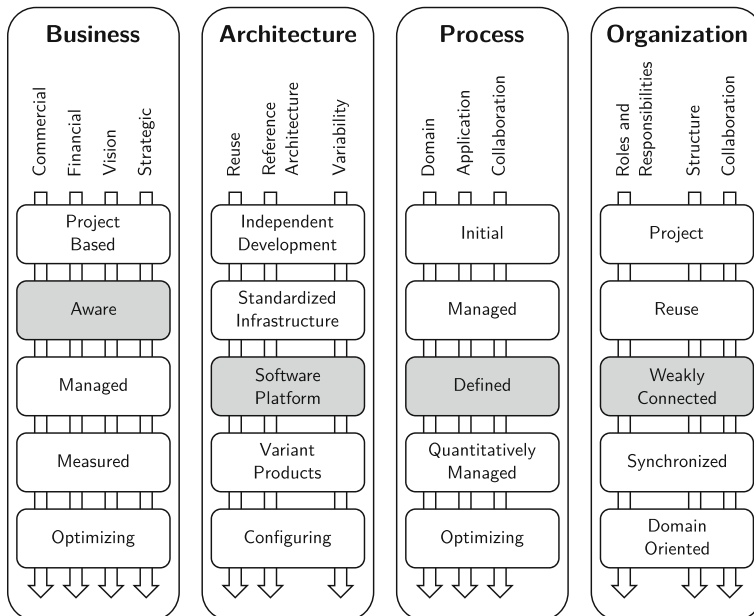 Business
Commercial
Financial
Vision
Strategic
Project
Based
Aware
Managed
Measured
Optimizing
Architecture
Reuse
Reference
Architecture
Variability
Independent
Development
Standardized
Infrastructure
Software
Platform
Variant
Products
Configuring
Process
Domain
Application
Collaboration
Initial
Managed
Defined
Quantitatively
Managed
Optimizing
Organization
Roles and
Responsibilities
Structure
Collaboration
Project
Reuse
Weakly
Connected
Synchronized
Domain
Oriented